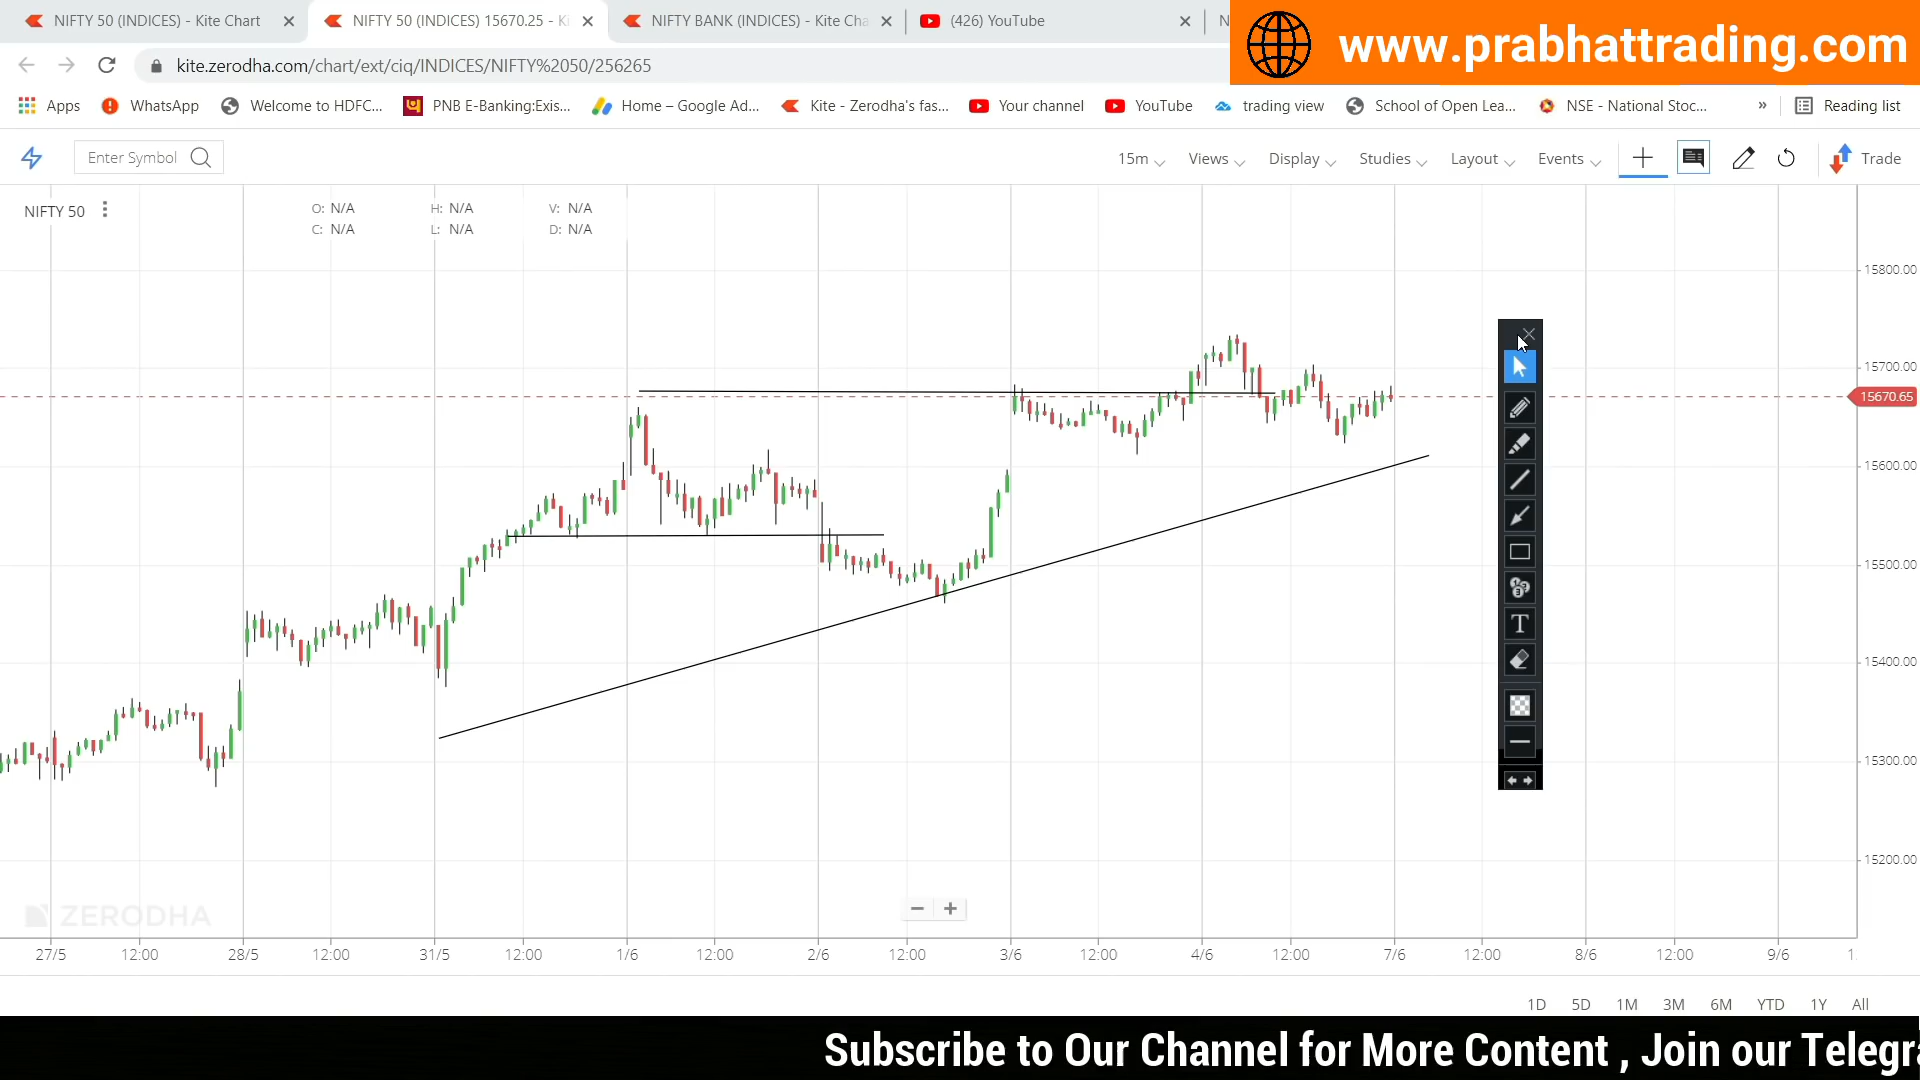 NIFTY 50 (INDICES) - Kite Chart
NIFTY 50 (INDICES) 15670.25 - Ki
NIFTY BANK (INDICES) - Kite Cha
(426) YouTube
N
www.prabhattrading.com
kite.zerodha.com/chart/ext/ciq/INDICES/NIFTY%2050/256265
Apps
WhatsApp
Welcome to HDFC...
PNB E-Banking:Exis...
Home – Google Ad...
Kite - Zerodha's fas...
Your channel
YouTube
trading view
School of Open Lea...
NSE - National Stoc...
»
Reading list
Enter Symbol
15m
Views
Display
Studies
Layout
Events
Trade
NIFTY 50
O: N/A H: N/A V: N/A
C: N/A L: N/A D: N/A
15800.00
15700.00
15670.65
15600.00
15500.00
15400.00
15300.00
15200.00
T
ZERODHA
27/5 12:00 28/5 12:00 31/5 12:00 1/6 12:00 2/6 12:00 3/6 12:00 4/6 12:00 7/6 12:00 8/6 12:00 9/6 1.
1D 5D 1M 3M 6M YTD 1Y All
Subscribe to Our Channel for More Content , Join our Telegra